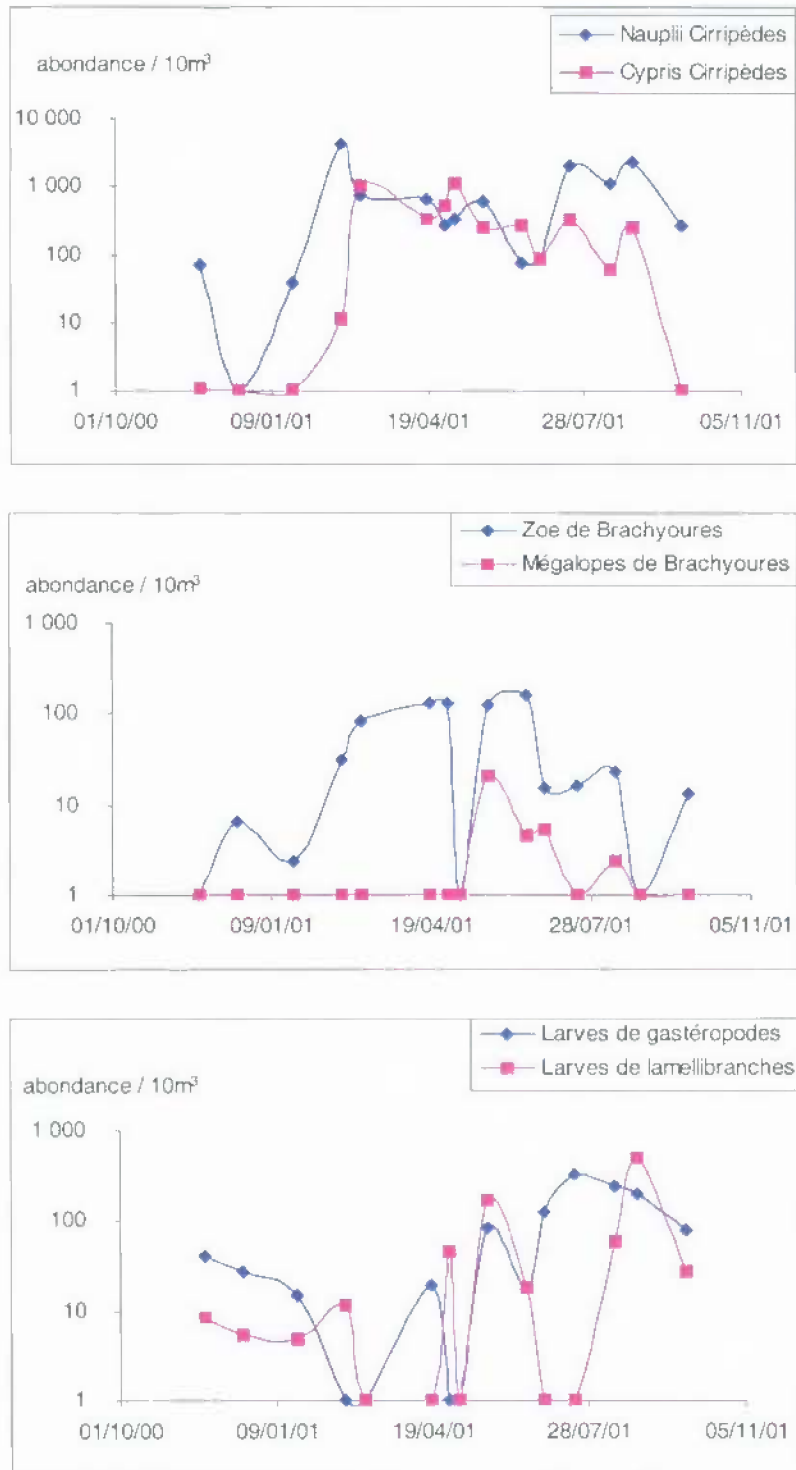 Nauplii Cirripèdes
Cypris Cirripèdes
abondance / 10m³
10 000
1 000
100
10
1
01/10/00 09/01/01 19/04/01 28/07/01 05/11/01
Zoe de Brachyoures
Mégalopes de Brachyoures
abondance / 10m³
1 000
100
10
1
01/10/00 09/01/01 19/04/01 28/07/01 05/11/01
Larves de gastéropodes
Larves de lamellibranches
abondance / 10m³
1 000
100
10
1
01/10/00 09/01/01 19/04/01 28/07/01 05/11/01